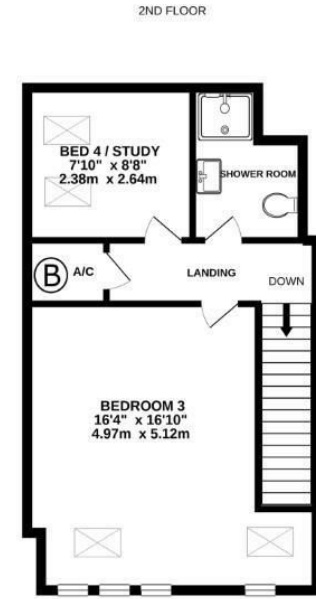 2ND FLOOR
BED 4 / STUDY
7'10" x 8'8"
2.38m x 2.64m
SHOWER ROOM
B
A/C
LANDING
DOWN
BEDROOM 3
16'4" x 16'10"
4.97m x 5.12m